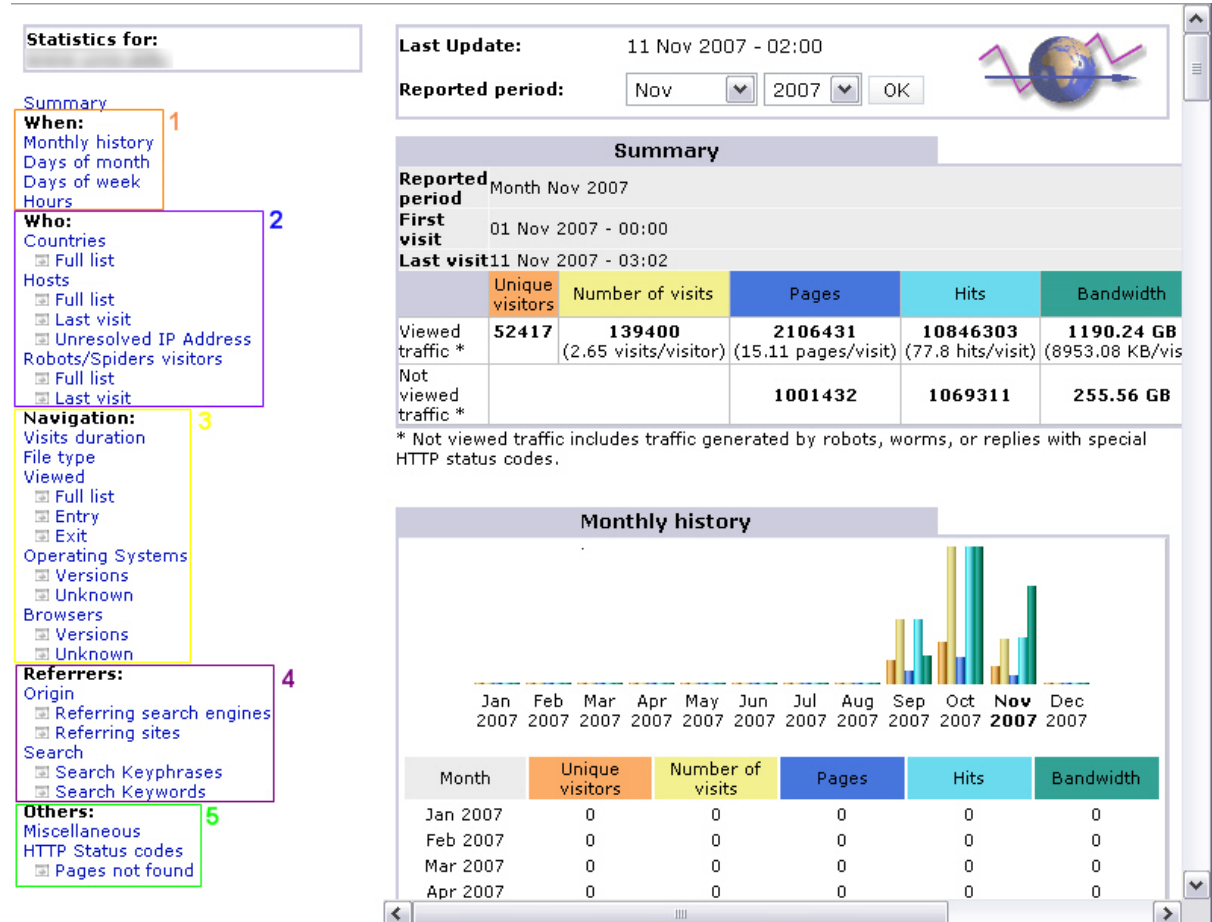 Statistics for:
Summary
When:
1
Monthly history
Days of month
Days of week
Hours
Who:
2
Countries
Full list
Hosts
Full list
Last visit
Unresolved IP Address
Robots/Spiders visitors
Full list
Last visit
Navigation:
3
Visits duration
File type
Viewed
Full list
Entry
Exit
Operating Systems
Versions
Unknown
Browsers
Versions
Unknown
Referrers:
4
Origin
Referring search engines
Referring sites
Search
Search Keyphrases
Search Keywords
Others:
5
Miscellaneous
HTTP Status codes
Pages not found
Last Update: 11 Nov 2007 - 02:00
Reported period: Nov 2007 OK
Summary
Reported period Month Nov 2007
First visit 01 Nov 2007 - 00:00
Last visit 11 Nov 2007 - 03:02
Unique visitors Number of visits Pages Hits Bandwidth
Viewed traffic * 52417 139400 2106431 10846303 1190.24 GB
(2.65 visits/visitor) (15.11 pages/visit) (77.8 hits/visit) (8953.08 KB/vis
Not viewed traffic * 1001432 1069311 255.56 GB
* Not viewed traffic includes traffic generated by robots, worms, or replies with special
HTTP status codes.
Monthly history
Jan Feb Mar Apr May Jun Jul Aug Sep Oct Nov Dec
2007 2007 2007 2007 2007 2007 2007 2007 2007 2007 2007 2007
Month Unique visitors Number of visits Pages Hits Bandwidth
Jan 2007 0 0 0 0 0
Feb 2007 0 0 0 0 0
Mar 2007 0 0 0 0 0
Apr 2007 0 0 0 0 0